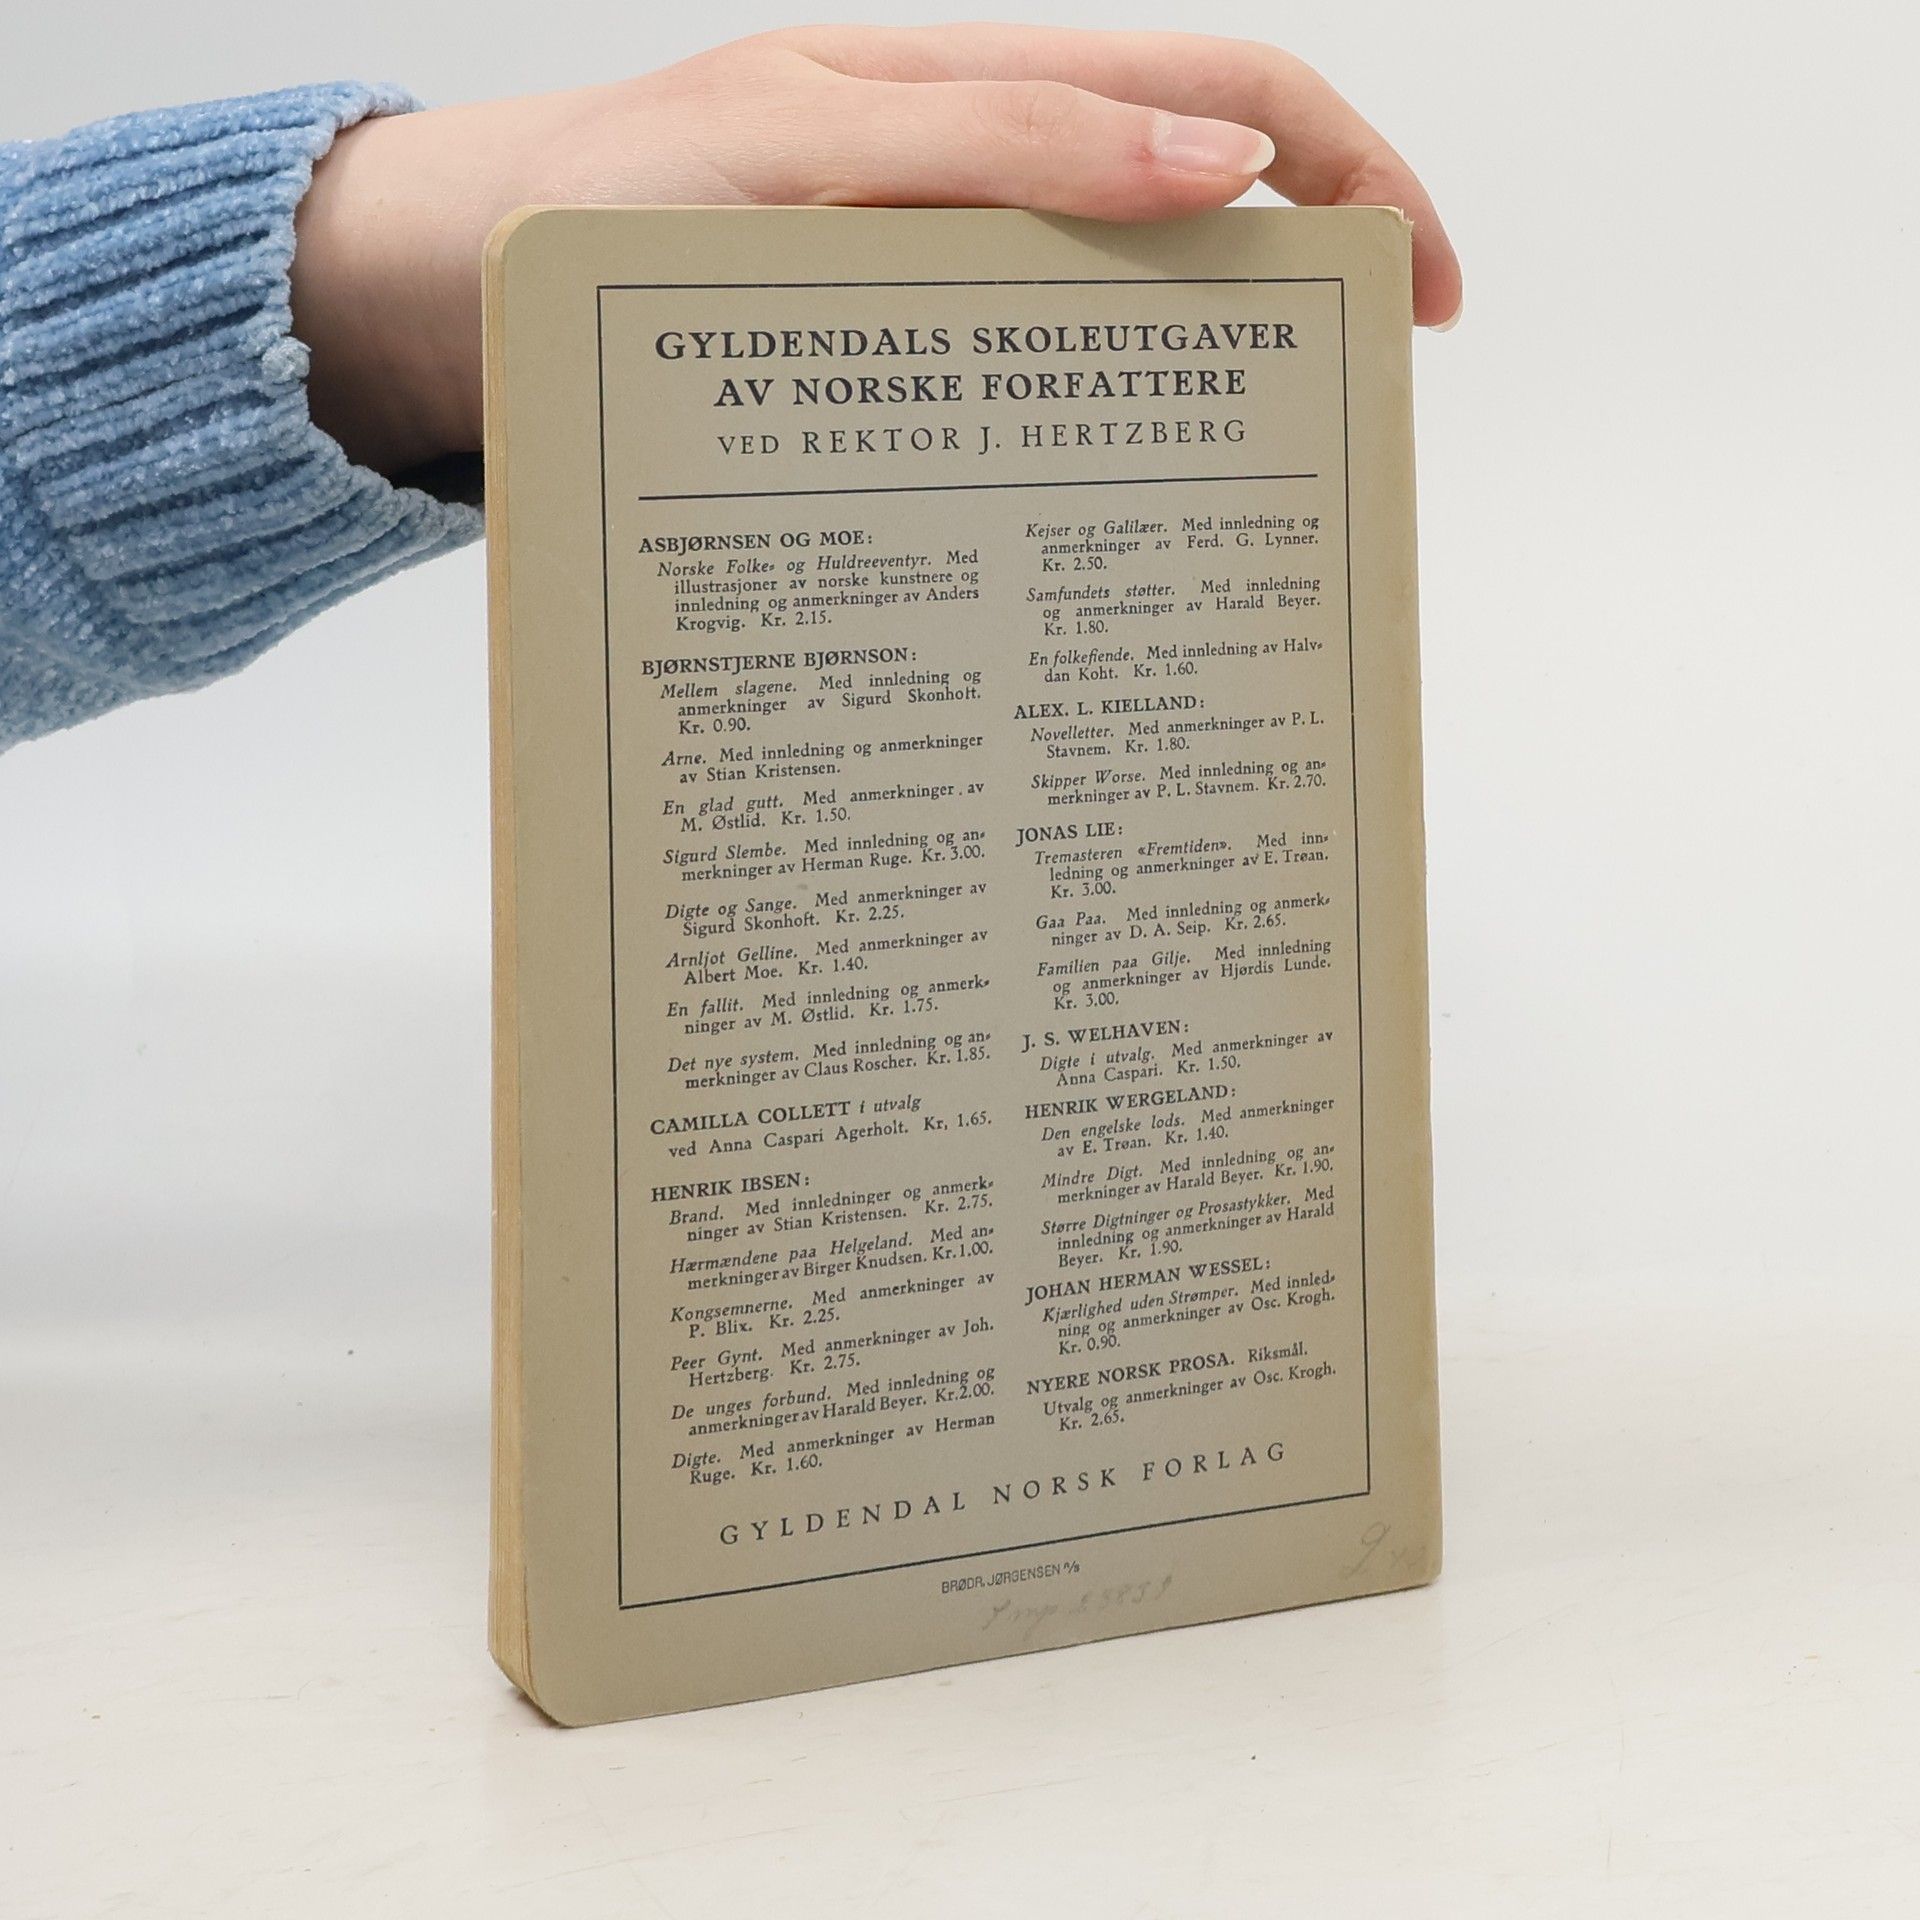 GYLDENDALS SKOLEUTGAVER
AV NORSKE FORFATTERE
VED REKTOR J. HERTZBERG
ASBJØRNSEN OG MOE:
Norske Folke- og Huldreeventyr. Med
illustrasjoner av norske kunstnere og
innledning og anmerkninger av Anders
Krogvig. Kr. 2.15.
BJØRNSTJERNE BJØRNSON:
Mellem slagene. Med innledning og
anmerkninger av Sigurd Skonhoft.
Kr. 0.90.
Arne. Med innledning og anmerkninger
av Stian Kristensen.
En glad gutt. Med anmerkninger av
M. Østlid. Kr. 1.50.
Sigurd Slembe. Med innledning og an-
merkninger av Herman Ruge. Kr. 3.00.
Digte og Sange. Med anmerkninger av
Sigurd Skonhoft. Kr. 2.25.
Arnljot Gelline. Med anmerkninger av
Albert Moe. Kr. 1.40.
En fallit. Med innledning og anmerk-
ninger av M. Østlid. Kr. 1.75.
Det nye system. Med innledning og an-
merkninger av Claus Roscher. Kr. 1.85.
CAMILLA COLLETT i utvalg
ved Anna Caspari Agerholt. Kr, 1.65.
HENRIK IBSEN:
Brand. Med innledninger og anmerk-
ninger av Stian Kristensen. Kr. 2.75.
Hærmændene paa Helgeland. Med an-
merkninger av Birger Knudsen. Kr. 1.00.
Kongsemnerne. Med anmerkninger av
P. Blix. Kr. 2.25.
Peer Gynt. Med anmerkninger av Joh.
Hertzberg. Kr. 2.75.
De unges forbund. Med innledning og
anmerkninger av Harald Beyer. Kr. 2.00.
Digte. Med anmerkninger av Herman
Ruge. Kr. 1.60.
Kejser og Galilæer. Med innledning og
anmerkninger av Ferd. G. Lynner.
Kr. 2.50.
Samfundets støtter. Med innledning
og anmerkninger av Harald Beyer.
Kr. 1.80.
En folkefiende. Med innledning av Halv-
dan Koht. Kr. 1.60.
ALEX. L. KIELLAND:
Novelletter. Med anmerkninger av P. L.
Stavnem. Kr. 1.80.
Skipper Worse. Med innledning og an-
merkninger av P. L. Stavnem. Kr. 2.70.
JONAS LIE:
Tremasteren «Fremtiden». Med inn-
ledning og anmerkninger av E. Trøan.
Kr. 3.00.
Gaa Paa. Med innledning og anmerk-
ninger av D. A. Seip. Kr. 2.65.
Familien paa Gilje. Med innledning
og anmerkninger av Hjørdis Lunde.
Kr. 3.00.
J. S. WELHAVEN:
Digte i utvalg. Med anmerkninger av
Anna Caspari. Kr. 1.50.
HENRIK WERGELAND:
Den engelske lods. Med anmerkninger
av E. Trøan. Kr. 1.40.
Mindre Digt. Med innledning og an-
merkninger av Harald Beyer. Kr. 1.90.
Større Digtninger og Prosastykker. Med
innledning og anmerkninger av Harald
Beyer. Kr. 1.90.
JOHAN HERMAN WESSEL:
Kjærlighed uden Strømper. Med innled-
ning og anmerkninger av Osc. Krogh.
Kr. 0.90.
NYERE NORSK PROSA. Riksmål.
Utvalg og anmerkninger av Osc. Krogh.
Kr. 2.65.
GYLDENDAL NORSK FORLAG
BRØDR. JØRGENSEN A/S